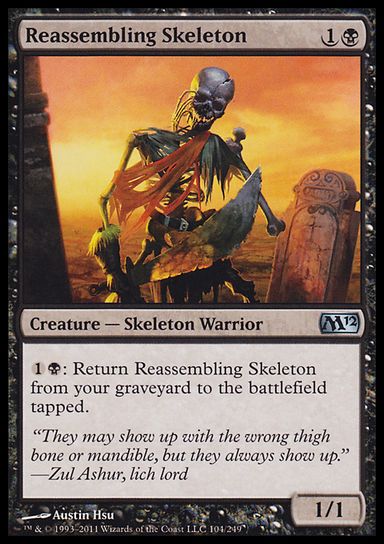 Reassembling Skeleton 1
Creature — Skeleton Warrior M12
1 : Return Reassembling Skeleton
from your graveyard to the battlefield
tapped.
“They may show up with the wrong thigh
bone or mandible, but they always show up.”
—Zul Ashur, lich lord
Austin Hsu
™ & © 1993–2011 Wizards of the Coast LLC 104/249
1/1